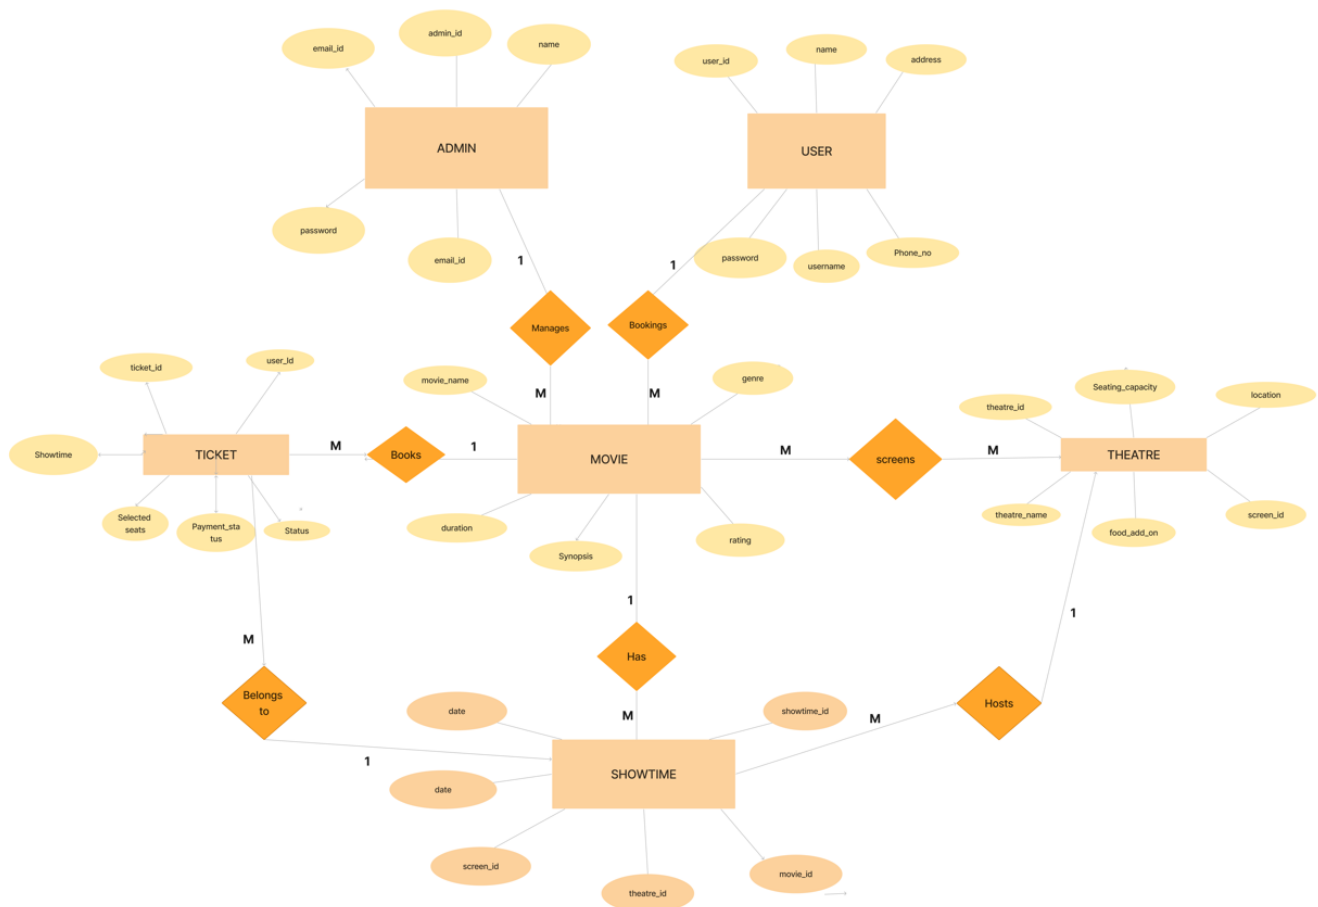 admin_id
email_id
name
name
user_id
address
ADMIN
USER
password
email_id
password
username
Phone_no
1
1
Manages
Bookings
ticket_id
user_Id
movie_name
genre
Seating_capacity
location
theatre_id
M
M
Showtime
TICKET
M
Books
1
MOVIE
M
screens
M
THEATRE
Selected
seats
Payment_sta
tus
Status
duration
Synopsis
rating
theatre_name
food_add_on
screen_id
1
1
M
Has
Belongs
to
Hosts
date
M
showtime_id
M
1
SHOWTIME
date
screen_id
theatre_id
movie_id